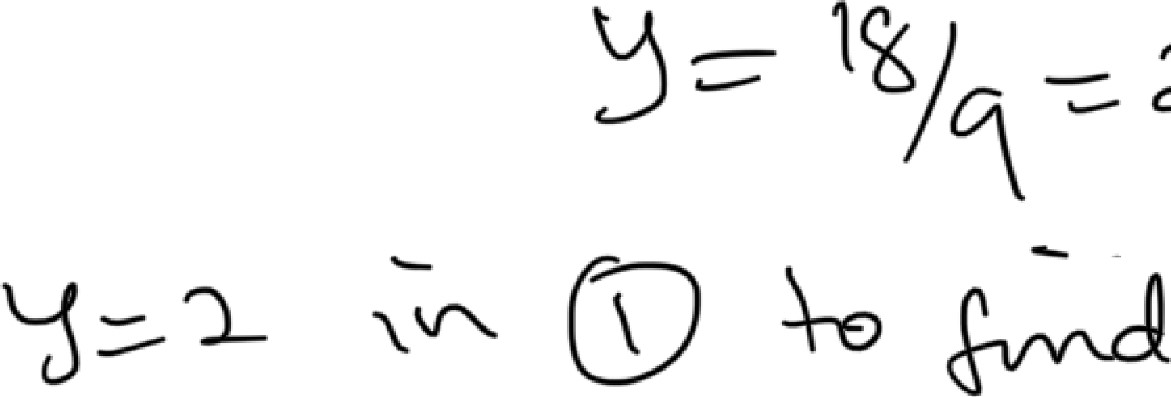 y = 18/9 =
y = 2 in ① to find